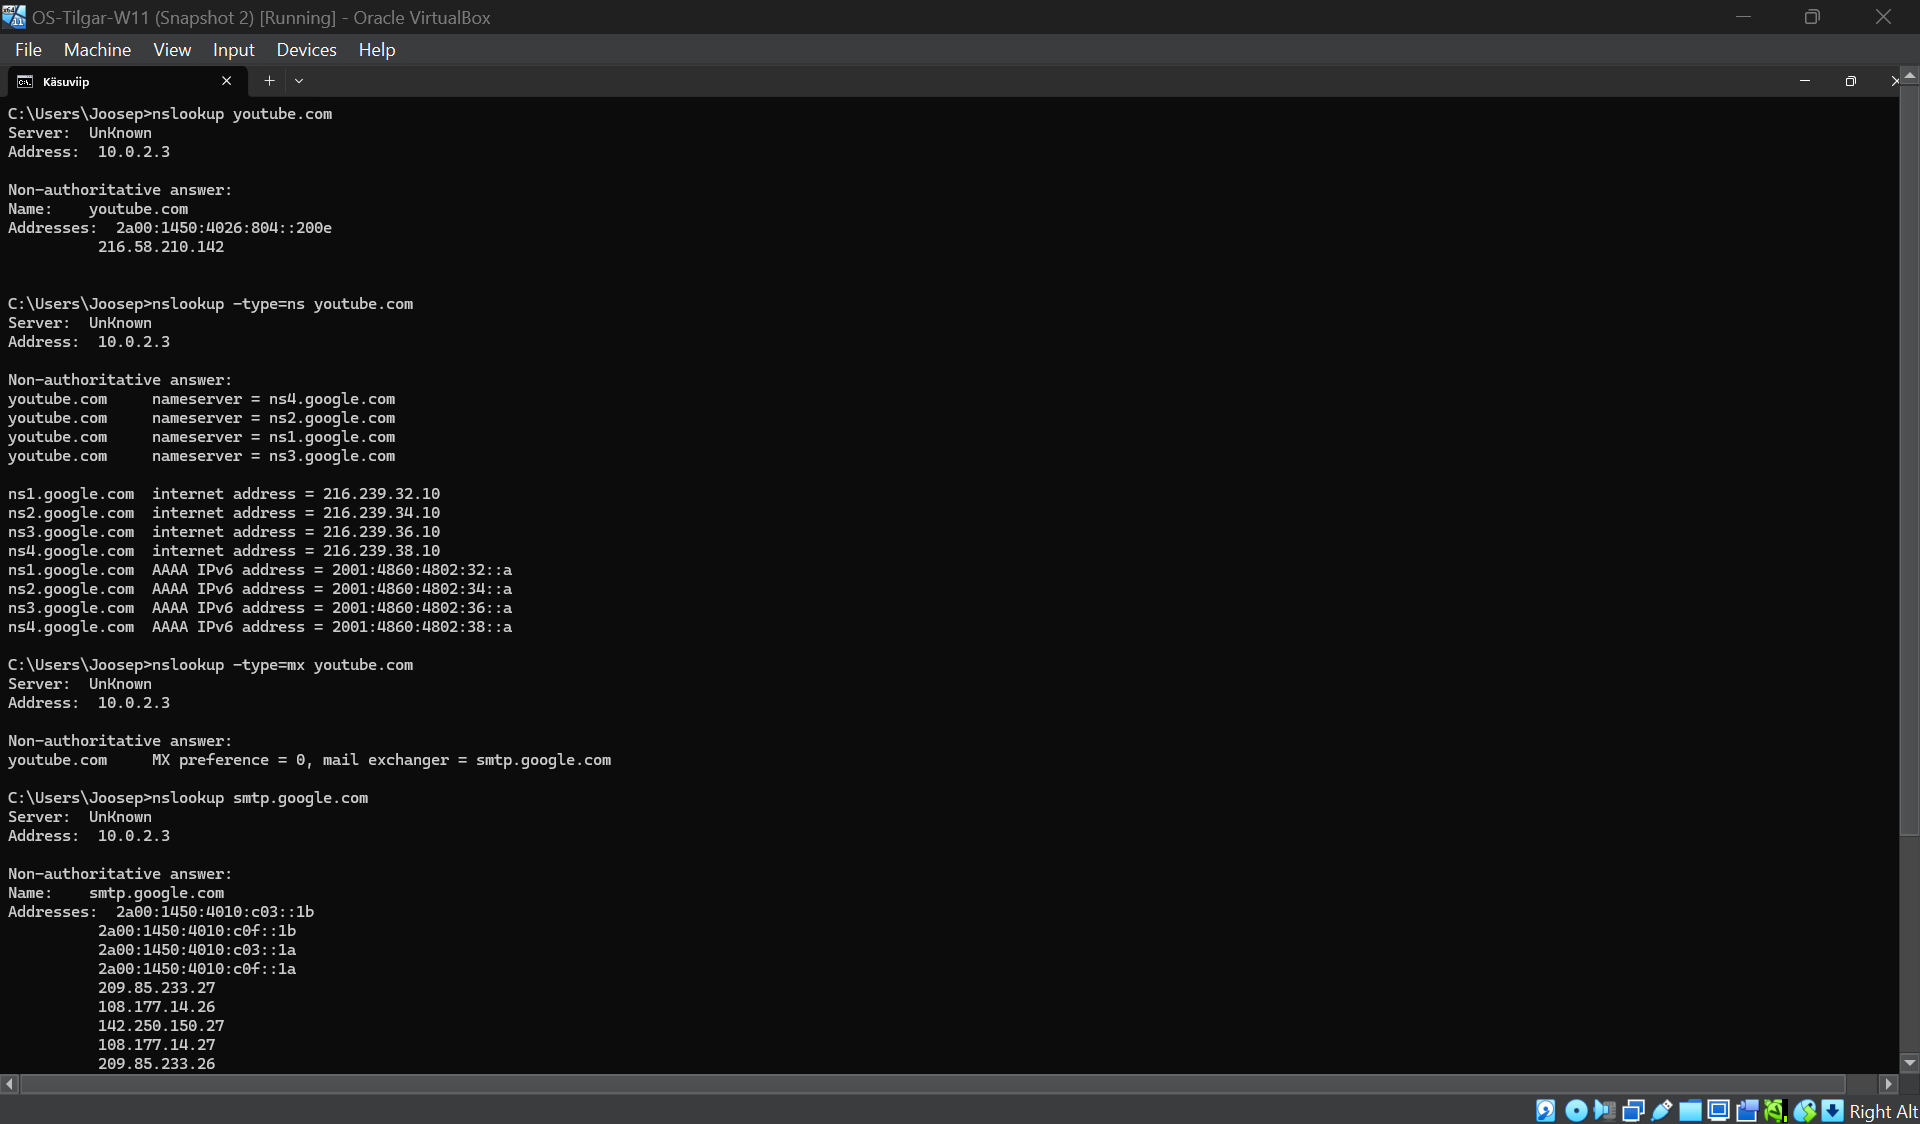 OS-Tilgar-W11 (Snapshot 2) [Running] - Oracle VirtualBox
File Machine View Input Devices Help
Käsuviip
C:\Users\Joosep>nslookup youtube.com
Server:  UnKnown
Address:  10.0.2.3
Non-authoritative answer:
Name:    youtube.com
Addresses:  2a00:1450:4026:804::200e
216.58.210.142
C:\Users\Joosep>nslookup -type=ns youtube.com
Server:  UnKnown
Address:  10.0.2.3
Non-authoritative answer:
youtube.com     nameserver = ns4.google.com
youtube.com     nameserver = ns2.google.com
youtube.com     nameserver = ns1.google.com
youtube.com     nameserver = ns3.google.com
ns1.google.com  internet address = 216.239.32.10
ns2.google.com  internet address = 216.239.34.10
ns3.google.com  internet address = 216.239.36.10
ns4.google.com  internet address = 216.239.38.10
ns1.google.com  AAAA IPv6 address = 2001:4860:4802:32::a
ns2.google.com  AAAA IPv6 address = 2001:4860:4802:34::a
ns3.google.com  AAAA IPv6 address = 2001:4860:4802:36::a
ns4.google.com  AAAA IPv6 address = 2001:4860:4802:38::a
C:\Users\Joosep>nslookup -type=mx youtube.com
Server:  UnKnown
Address:  10.0.2.3
Non-authoritative answer:
youtube.com     MX preference = 0, mail exchanger = smtp.google.com
C:\Users\Joosep>nslookup smtp.google.com
Server:  UnKnown
Address:  10.0.2.3
Non-authoritative answer:
Name:    smtp.google.com
Addresses:  2a00:1450:4010:c03::1b
2a00:1450:4010:c0f::1b
2a00:1450:4010:c03::1a
2a00:1450:4010:c0f::1a
209.85.233.27
108.177.14.26
142.250.150.27
108.177.14.27
209.85.233.26
Right Alt